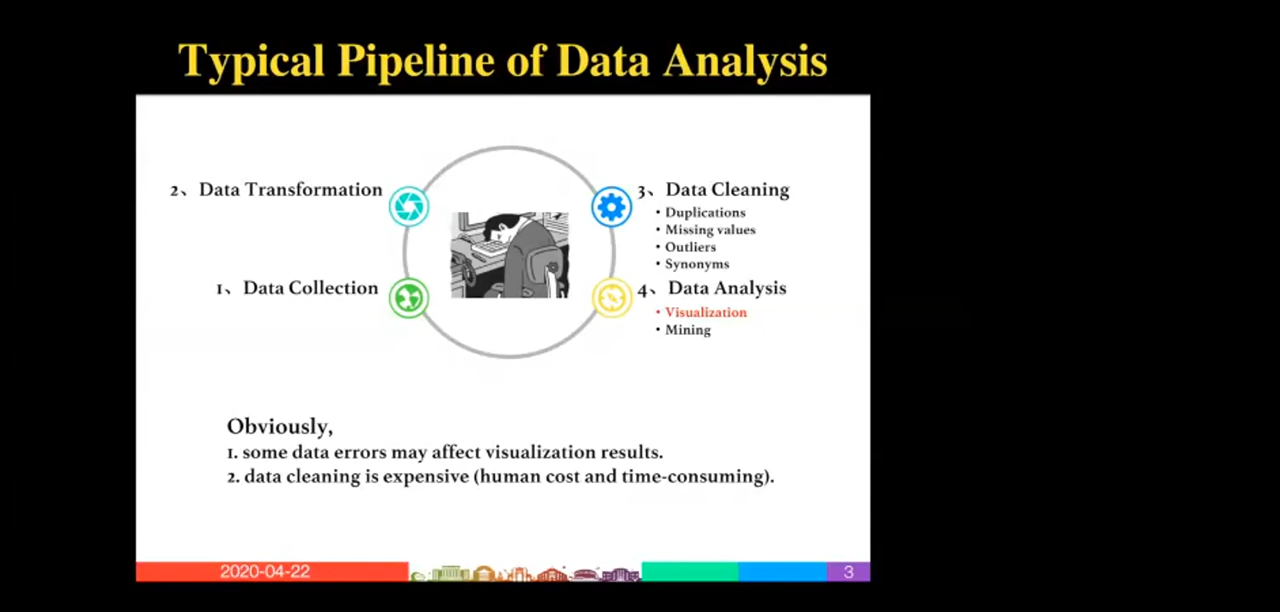 Typical Pipeline of Data Analysis
2、Data Transformation
1、Data Collection
3、Data Cleaning
• Duplications
• Missing values
• Outliers
• Synonyms
4、Data Analysis
• Visualization
• Mining
Obviously,
1. some data errors may affect visualization results.
2. data cleaning is expensive (human cost and time-consuming).
2020-04-22
3